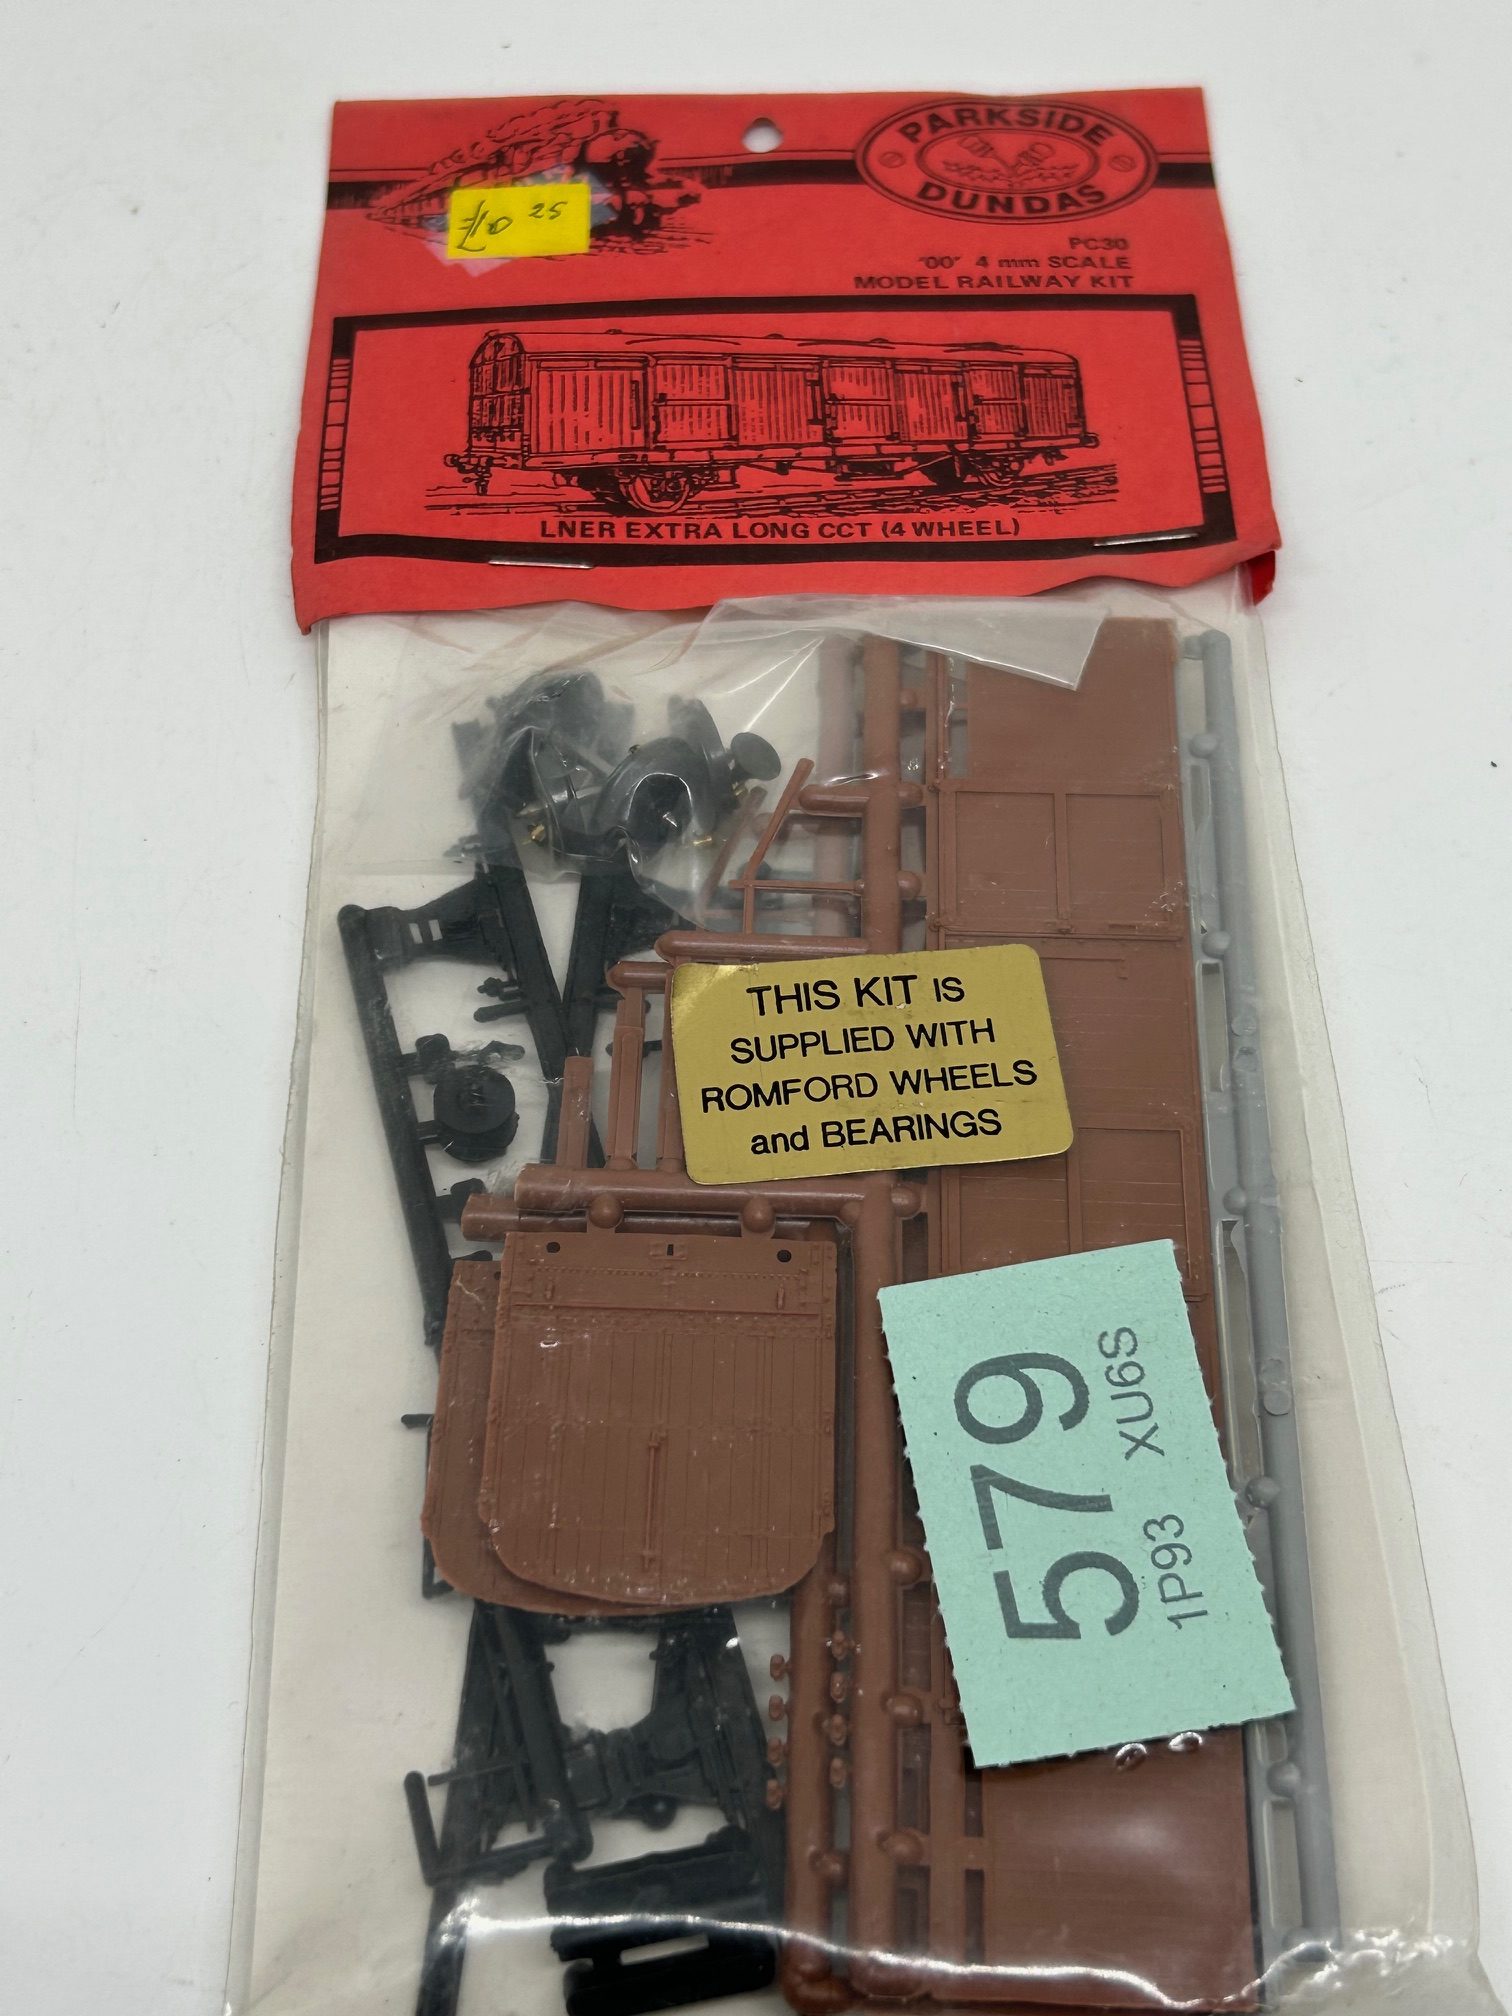 PARKSIDE
DUNDAS
£10 25
PC30
"00" 4 mm SCALE
MODEL RAILWAY KIT
LNER EXTRA LONG CCT (4 WHEEL)
THIS KIT IS
SUPPLIED WITH
ROMFORD WHEELS
and BEARINGS
579
1P93 XU6S